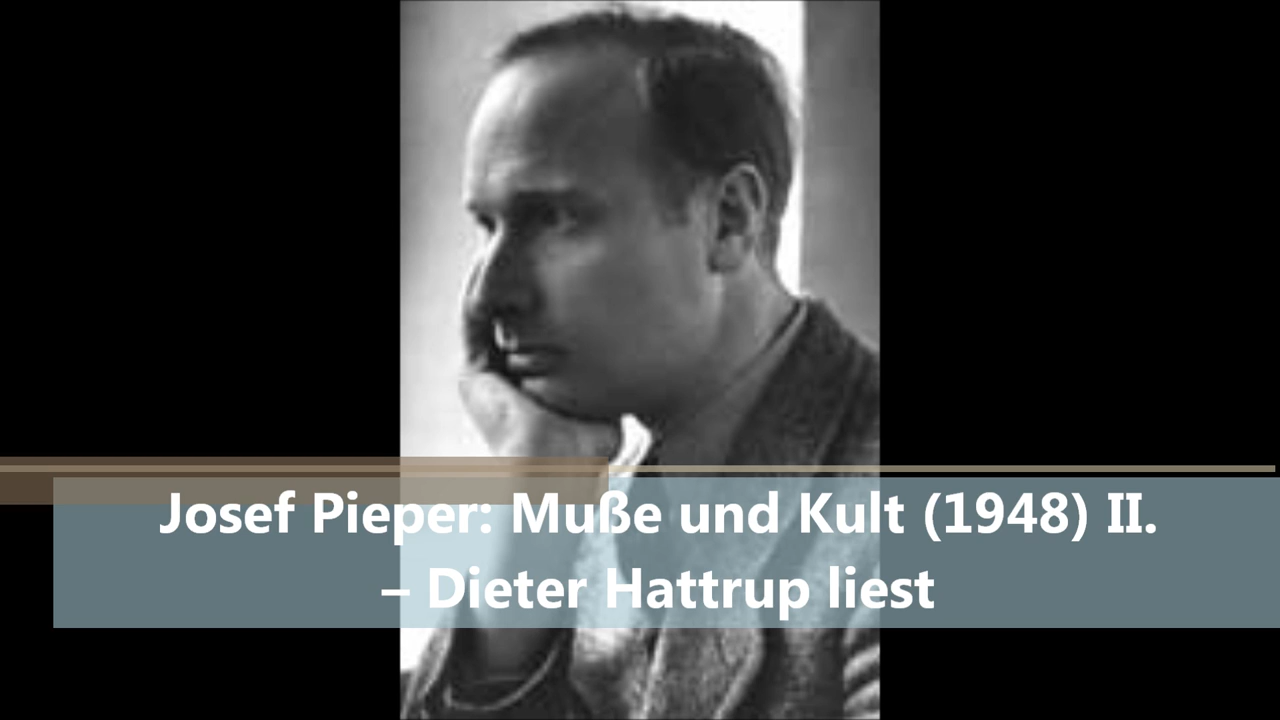 Josef Pieper: Muße und Kult (1948) II.
– Dieter Hattrup liest